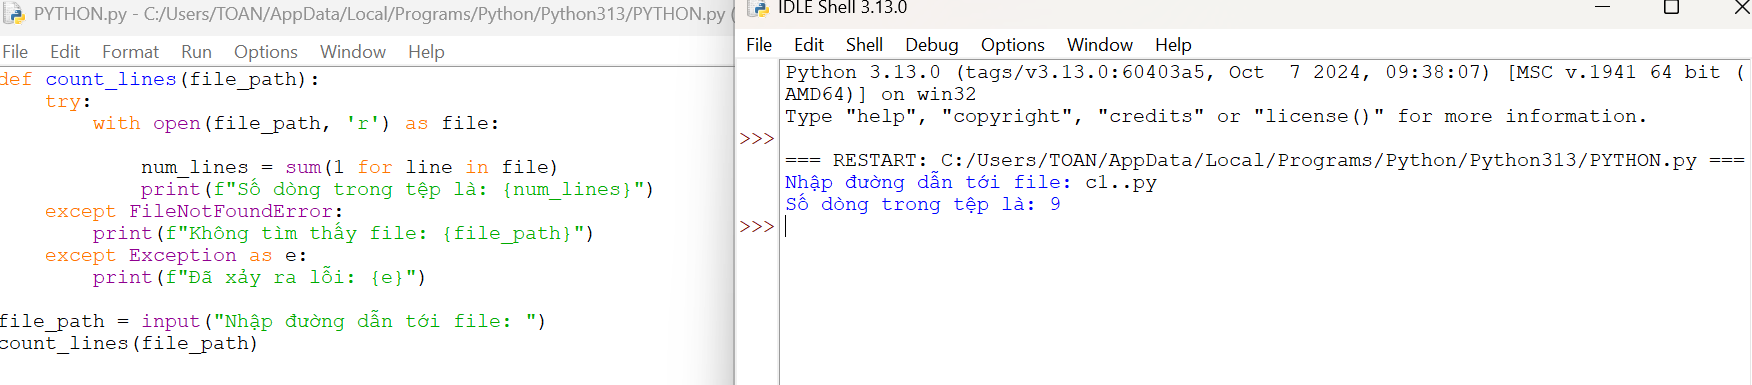 PYTHON.py - C:/Users/TOAN/AppData/Local/Programs/Python/Python313/PYTHON.py (
File Edit Format Run Options Window Help
def count_lines(file_path):
    try:
        with open(file_path, 'r') as file:
            num_lines = sum(1 for line in file)
            print(f"Số dòng trong tệp là: {num_lines}")
    except FileNotFoundError:
        print(f"Không tìm thấy file: {file_path}")
    except Exception as e:
        print(f"Đã xảy ra lỗi: {e}")
file_path = input("Nhập đường dẫn tới file: ")
count_lines(file_path)
IDLE Shell 3.13.0
File Edit Shell Debug Options Window Help
Python 3.13.0 (tags/v3.13.0:60403a5, Oct  7 2024, 09:38:07) [MSC v.1941 64 bit (
AMD64)] on win32
Type "help", "copyright", "credits" or "license()" for more information.
>>>
=== RESTART: C:/Users/TOAN/AppData/Local/Programs/Python/Python313/PYTHON.py ===
Nhập đường dẫn tới file: c1..py
Số dòng trong tệp là: 9
>>>